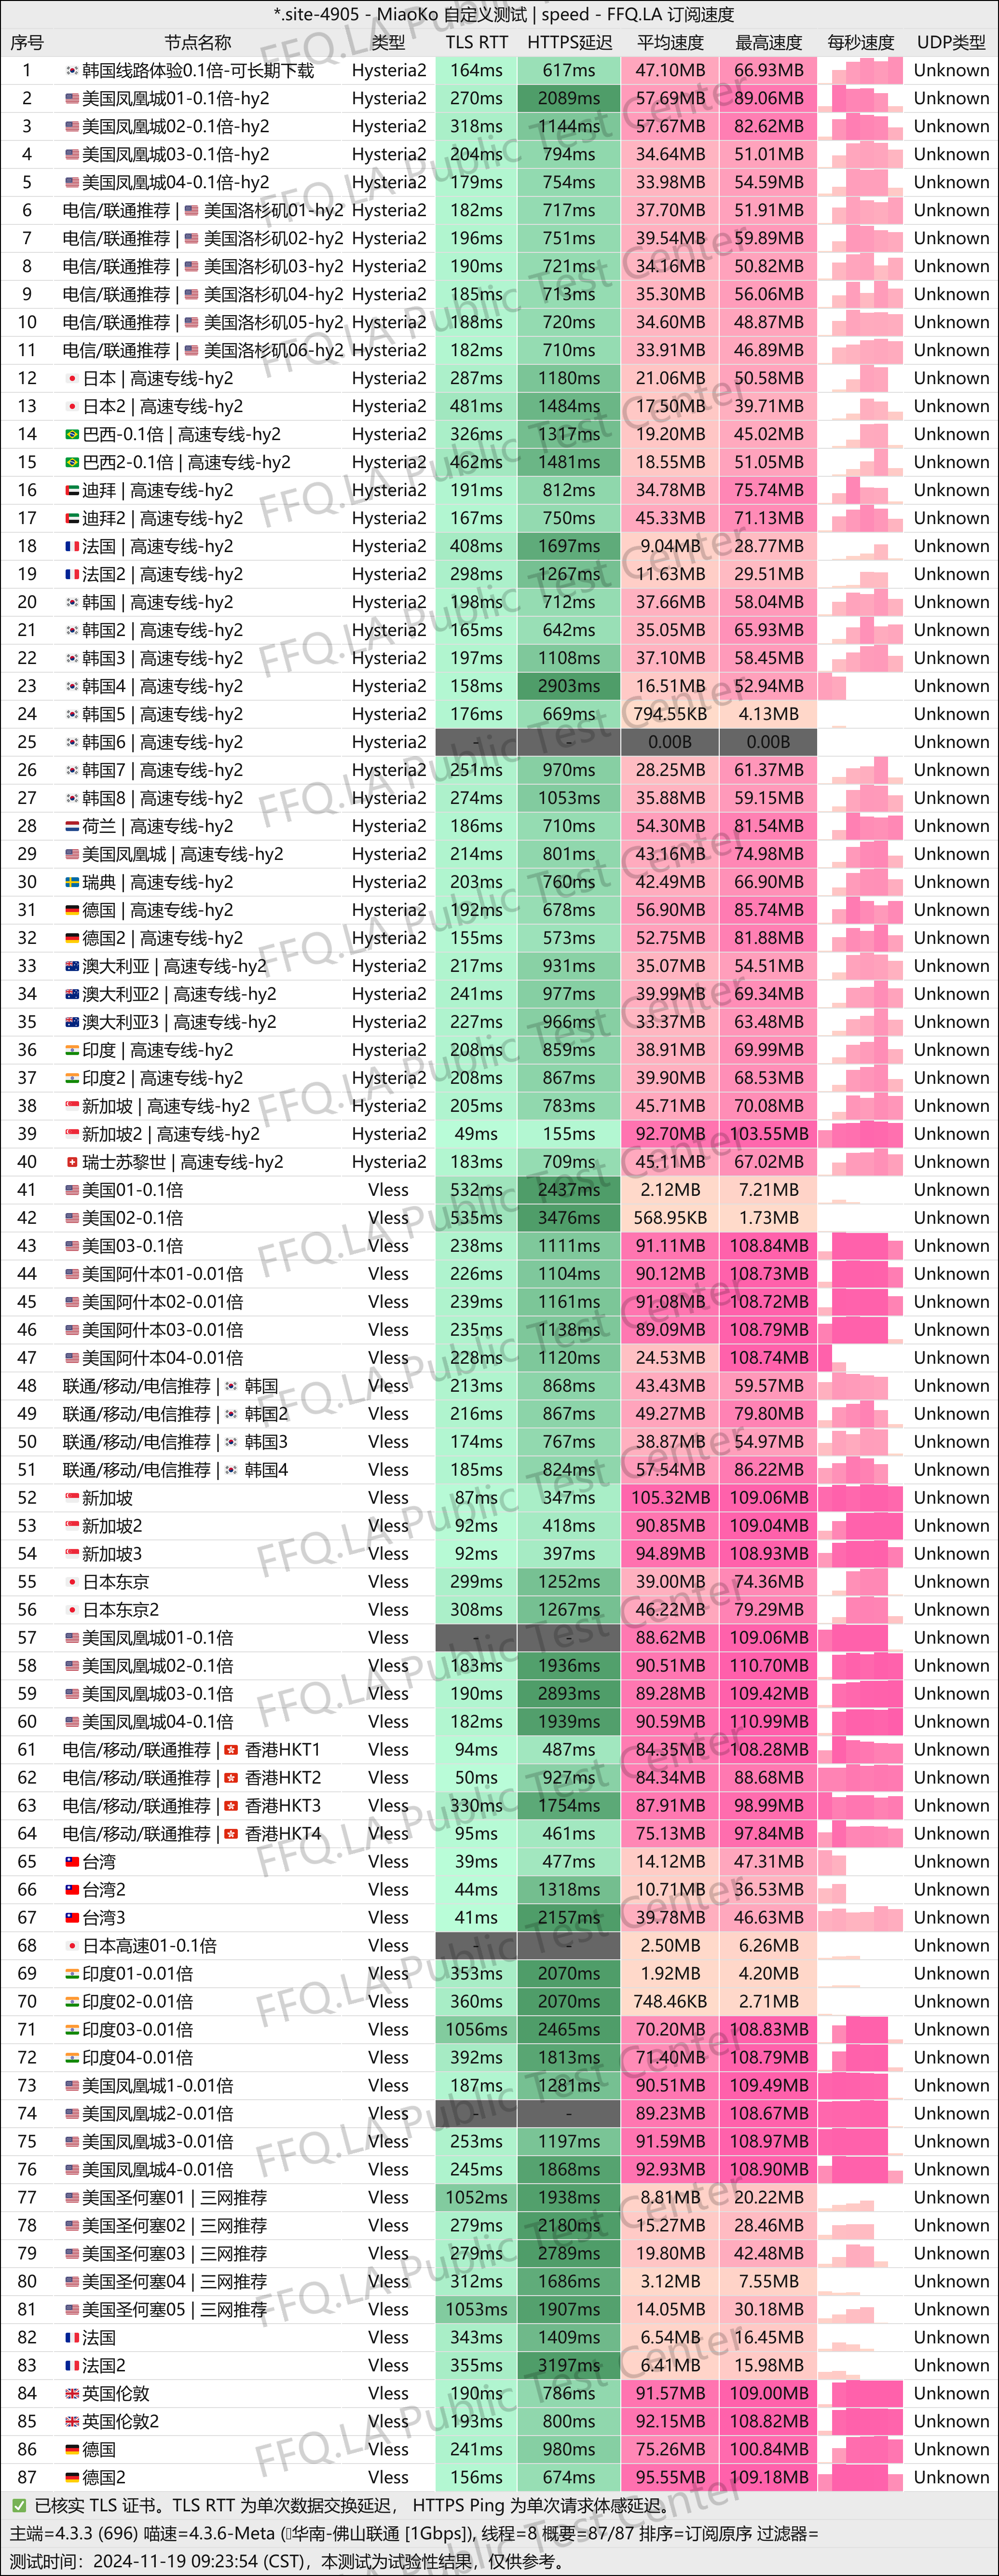 *.site-4905 - MiaoKo 自定义测试 | speed - FFQ.LA 订阅速度
序号 节点名称 类型 TLS RTT HTTPS延迟 平均速度 最高速度 每秒速度 UDP类型
1 韩国线路体验0.1倍-可长期下载 Hysteria2 164ms 617ms 47.10MB 66.93MB Unknown
2 美国凤凰城01-0.1倍-hy2 Hysteria2 270ms 2089ms 57.69MB 89.06MB Unknown
3 美国凤凰城02-0.1倍-hy2 Hysteria2 318ms 1144ms 57.67MB 82.62MB Unknown
4 美国凤凰城03-0.1倍-hy2 Hysteria2 204ms 794ms 34.64MB 51.01MB Unknown
5 美国凤凰城04-0.1倍-hy2 Hysteria2 179ms 754ms 33.98MB 54.59MB Unknown
6 电信/联通推荐 | 美国洛杉矶01-hy2 Hysteria2 182ms 717ms 37.70MB 51.91MB Unknown
7 电信/联通推荐 | 美国洛杉矶02-hy2 Hysteria2 196ms 751ms 39.54MB 59.89MB Unknown
8 电信/联通推荐 | 美国洛杉矶03-hy2 Hysteria2 190ms 721ms 34.16MB 50.82MB Unknown
9 电信/联通推荐 | 美国洛杉矶04-hy2 Hysteria2 185ms 713ms 35.30MB 56.06MB Unknown
10 电信/联通推荐 | 美国洛杉矶05-hy2 Hysteria2 188ms 720ms 34.60MB 48.87MB Unknown
11 电信/联通推荐 | 美国洛杉矶06-hy2 Hysteria2 182ms 710ms 33.91MB 46.89MB Unknown
12 日本 | 高速专线-hy2 Hysteria2 287ms 1180ms 21.06MB 50.58MB Unknown
13 日本2 | 高速专线-hy2 Hysteria2 481ms 1484ms 17.50MB 39.71MB Unknown
14 巴西-0.1倍 | 高速专线-hy2 Hysteria2 326ms 1317ms 19.20MB 45.02MB Unknown
15 巴西2-0.1倍 | 高速专线-hy2 Hysteria2 462ms 1481ms 18.55MB 51.05MB Unknown
16 迪拜 | 高速专线-hy2 Hysteria2 191ms 812ms 34.78MB 75.74MB Unknown
17 迪拜2 | 高速专线-hy2 Hysteria2 167ms 750ms 45.33MB 71.13MB Unknown
18 法国 | 高速专线-hy2 Hysteria2 408ms 1697ms 9.04MB 28.77MB Unknown
19 法国2 | 高速专线-hy2 Hysteria2 298ms 1267ms 11.63MB 29.51MB Unknown
20 韩国 | 高速专线-hy2 Hysteria2 198ms 712ms 37.66MB 58.04MB Unknown
21 韩国2 | 高速专线-hy2 Hysteria2 165ms 642ms 35.05MB 65.93MB Unknown
22 韩国3 | 高速专线-hy2 Hysteria2 197ms 1108ms 37.10MB 58.45MB Unknown
23 韩国4 | 高速专线-hy2 Hysteria2 158ms 2903ms 16.51MB 52.94MB Unknown
24 韩国5 | 高速专线-hy2 Hysteria2 176ms 669ms 794.55KB 4.13MB Unknown
25 韩国6 | 高速专线-hy2 Hysteria2 - - 0.00B 0.00B Unknown
26 韩国7 | 高速专线-hy2 Hysteria2 251ms 970ms 28.25MB 61.37MB Unknown
27 韩国8 | 高速专线-hy2 Hysteria2 274ms 1053ms 35.88MB 59.15MB Unknown
28 荷兰 | 高速专线-hy2 Hysteria2 186ms 710ms 54.30MB 81.54MB Unknown
29 美国凤凰城 | 高速专线-hy2 Hysteria2 214ms 801ms 43.16MB 74.98MB Unknown
30 瑞典 | 高速专线-hy2 Hysteria2 203ms 760ms 42.49MB 66.90MB Unknown
31 德国 | 高速专线-hy2 Hysteria2 192ms 678ms 56.90MB 85.74MB Unknown
32 德国2 | 高速专线-hy2 Hysteria2 155ms 573ms 52.75MB 81.88MB Unknown
33 澳大利亚 | 高速专线-hy2 Hysteria2 217ms 931ms 35.07MB 54.51MB Unknown
34 澳大利亚2 | 高速专线-hy2 Hysteria2 241ms 977ms 39.99MB 69.34MB Unknown
35 澳大利亚3 | 高速专线-hy2 Hysteria2 227ms 966ms 33.37MB 63.48MB Unknown
36 印度 | 高速专线-hy2 Hysteria2 208ms 859ms 38.91MB 69.99MB Unknown
37 印度2 | 高速专线-hy2 Hysteria2 208ms 867ms 39.90MB 68.53MB Unknown
38 新加坡 | 高速专线-hy2 Hysteria2 205ms 783ms 45.71MB 70.08MB Unknown
39 新加坡2 | 高速专线-hy2 Hysteria2 49ms 155ms 92.70MB 103.55MB Unknown
40 瑞士苏黎世 | 高速专线-hy2 Hysteria2 183ms 709ms 45.11MB 67.02MB Unknown
41 美国01-0.1倍 Vless 532ms 2437ms 2.12MB 7.21MB Unknown
42 美国02-0.1倍 Vless 535ms 3476ms 568.95KB 1.73MB Unknown
43 美国03-0.1倍 Vless 238ms 1111ms 91.11MB 108.84MB Unknown
44 美国阿什本01-0.01倍 Vless 226ms 1104ms 90.12MB 108.73MB Unknown
45 美国阿什本02-0.01倍 Vless 239ms 1161ms 91.08MB 108.72MB Unknown
46 美国阿什本03-0.01倍 Vless 235ms 1138ms 89.09MB 108.79MB Unknown
47 美国阿什本04-0.01倍 Vless 228ms 1120ms 24.53MB 108.74MB Unknown
48 联通/移动/电信推荐 | 韩国 Vless 213ms 868ms 43.43MB 59.57MB Unknown
49 联通/移动/电信推荐 | 韩国2 Vless 216ms 867ms 49.27MB 79.80MB Unknown
50 联通/移动/电信推荐 | 韩国3 Vless 174ms 767ms 38.87MB 54.97MB Unknown
51 联通/移动/电信推荐 | 韩国4 Vless 185ms 824ms 57.54MB 86.22MB Unknown
52 新加坡 Vless 87ms 347ms 105.32MB 109.06MB Unknown
53 新加坡2 Vless 92ms 418ms 90.85MB 109.04MB Unknown
54 新加坡3 Vless 92ms 397ms 94.89MB 108.93MB Unknown
55 日本东京 Vless 299ms 1252ms 39.00MB 74.36MB Unknown
56 日本东京2 Vless 308ms 1267ms 46.22MB 79.29MB Unknown
57 美国凤凰城01-0.1倍 Vless - - 88.62MB 109.06MB Unknown
58 美国凤凰城02-0.1倍 Vless 183ms 1936ms 90.51MB 110.70MB Unknown
59 美国凤凰城03-0.1倍 Vless 190ms 2893ms 89.28MB 109.42MB Unknown
60 美国凤凰城04-0.1倍 Vless 182ms 1939ms 90.59MB 110.99MB Unknown
61 电信/移动/联通推荐 | 香港HKT1 Vless 94ms 487ms 84.35MB 108.28MB Unknown
62 电信/移动/联通推荐 | 香港HKT2 Vless 50ms 927ms 84.34MB 88.68MB Unknown
63 电信/移动/联通推荐 | 香港HKT3 Vless 330ms 1754ms 87.91MB 98.99MB Unknown
64 电信/移动/联通推荐 | 香港HKT4 Vless 95ms 461ms 75.13MB 97.84MB Unknown
65 台湾 Vless 39ms 477ms 14.12MB 47.31MB Unknown
66 台湾2 Vless 44ms 1318ms 10.71MB 36.53MB Unknown
67 台湾3 Vless 41ms 2157ms 39.78MB 46.63MB Unknown
68 日本高速01-0.1倍 Vless - - 2.50MB 6.26MB Unknown
69 印度01-0.01倍 Vless 353ms 2070ms 1.92MB 4.20MB Unknown
70 印度02-0.01倍 Vless 360ms 2070ms 748.46KB 2.71MB Unknown
71 印度03-0.01倍 Vless 1056ms 2465ms 70.20MB 108.83MB Unknown
72 印度04-0.01倍 Vless 392ms 1813ms 71.40MB 108.79MB Unknown
73 美国凤凰城1-0.01倍 Vless 187ms 1281ms 90.51MB 109.49MB Unknown
74 美国凤凰城2-0.01倍 Vless - - 89.23MB 108.67MB Unknown
75 美国凤凰城3-0.01倍 Vless 253ms 1197ms 91.59MB 108.97MB Unknown
76 美国凤凰城4-0.01倍 Vless 245ms 1868ms 92.93MB 108.90MB Unknown
77 美国圣何塞01 | 三网推荐 Vless 1052ms 1938ms 8.81MB 20.22MB Unknown
78 美国圣何塞02 | 三网推荐 Vless 279ms 2180ms 15.27MB 28.46MB Unknown
79 美国圣何塞03 | 三网推荐 Vless 279ms 2789ms 19.80MB 42.48MB Unknown
80 美国圣何塞04 | 三网推荐 Vless 312ms 1686ms 3.12MB 7.55MB Unknown
81 美国圣何塞05 | 三网推荐 Vless 1053ms 1907ms 14.05MB 30.18MB Unknown
82 法国 Vless 343ms 1409ms 6.54MB 16.45MB Unknown
83 法国2 Vless 355ms 3197ms 6.41MB 15.98MB Unknown
84 英国伦敦 Vless 190ms 786ms 91.57MB 109.00MB Unknown
85 英国伦敦2 Vless 193ms 800ms 92.15MB 108.82MB Unknown
86 德国 Vless 241ms 980ms 75.26MB 100.84MB Unknown
87 德国2 Vless 156ms 674ms 95.55MB 109.18MB Unknown
✅ 已核实 TLS 证书。TLS RTT 为单次数据交换延迟， HTTPS Ping 为单次请求体感延迟。
主端=4.3.3 (696) 喵速=4.3.6-Meta (▯华南-佛山联通 [1Gbps]), 线程=8 概要=87/87 排序=订阅原序 过滤器=
测试时间：2024-11-19 09:23:54 (CST)，本测试为试验性结果，仅供参考。
FFQ.LA Public Test Center